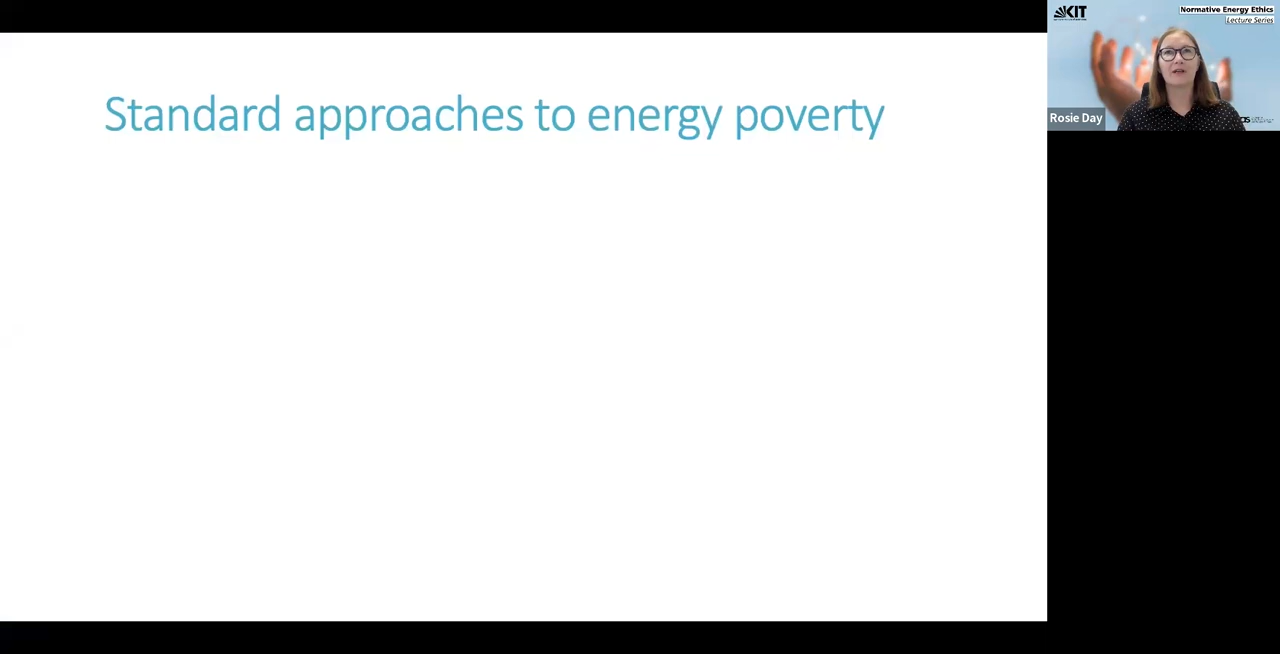 Standard approaches to energy poverty
KIT
Normative Energy Ethics
Lecture Series
Rosie Day